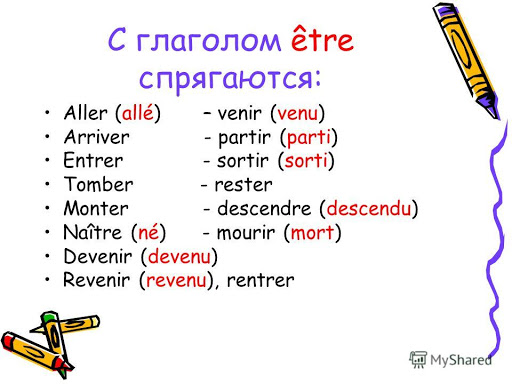 С глаголом être
спрягаются:
• Aller (allé) – venir (venu)
• Arriver - partir (parti)
• Entrer - sortir (sorti)
• Tomber - rester
• Monter - descendre (descendu)
• Naître (né) - mourir (mort)
• Devenir (devenu)
• Revenir (revenu), rentrer
MyShared